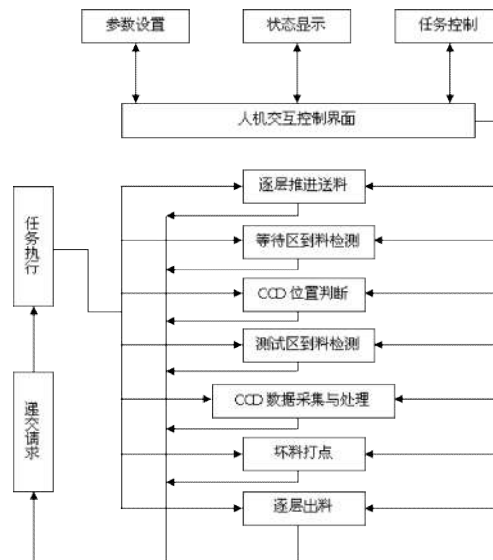 参数设置
状态显示
任务控制
人机交互控制界面
逐层推进送料
任务执行
等待区到料检测
CCD 位置判断
测试区到料检测
递交请求
CCD 数据采集与处理
坏料打点
逐层出料